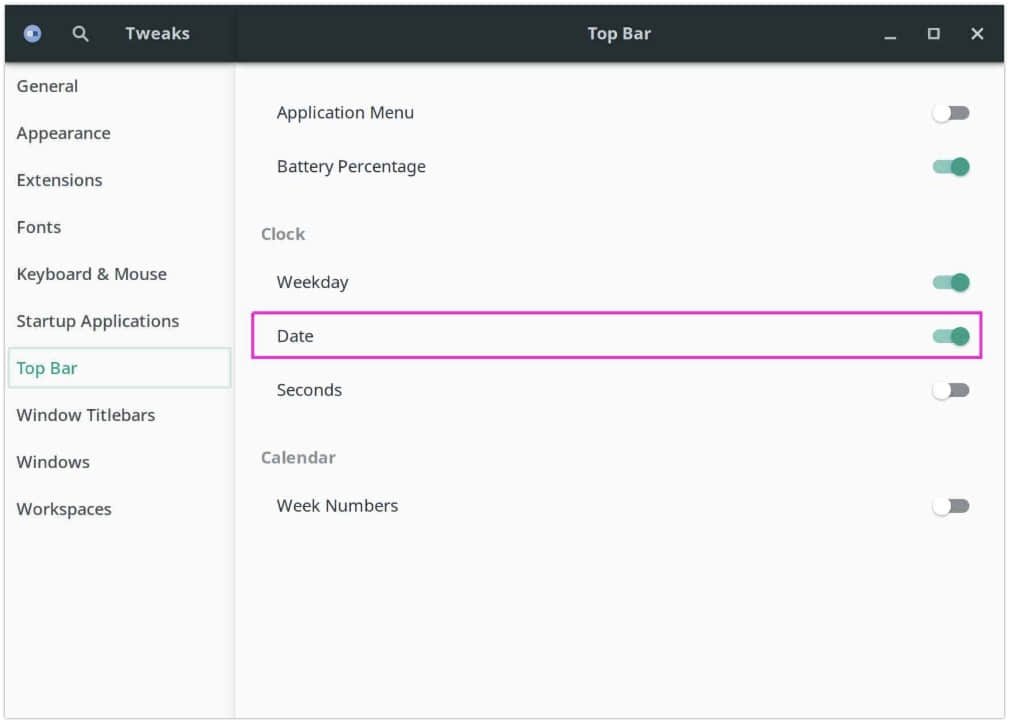 Tweaks
Top Bar
General
Appearance
Extensions
Fonts
Keyboard & Mouse
Startup Applications
Top Bar
Window Titlebars
Windows
Workspaces
Application Menu
Battery Percentage
Clock
Weekday
Date
Seconds
Calendar
Week Numbers